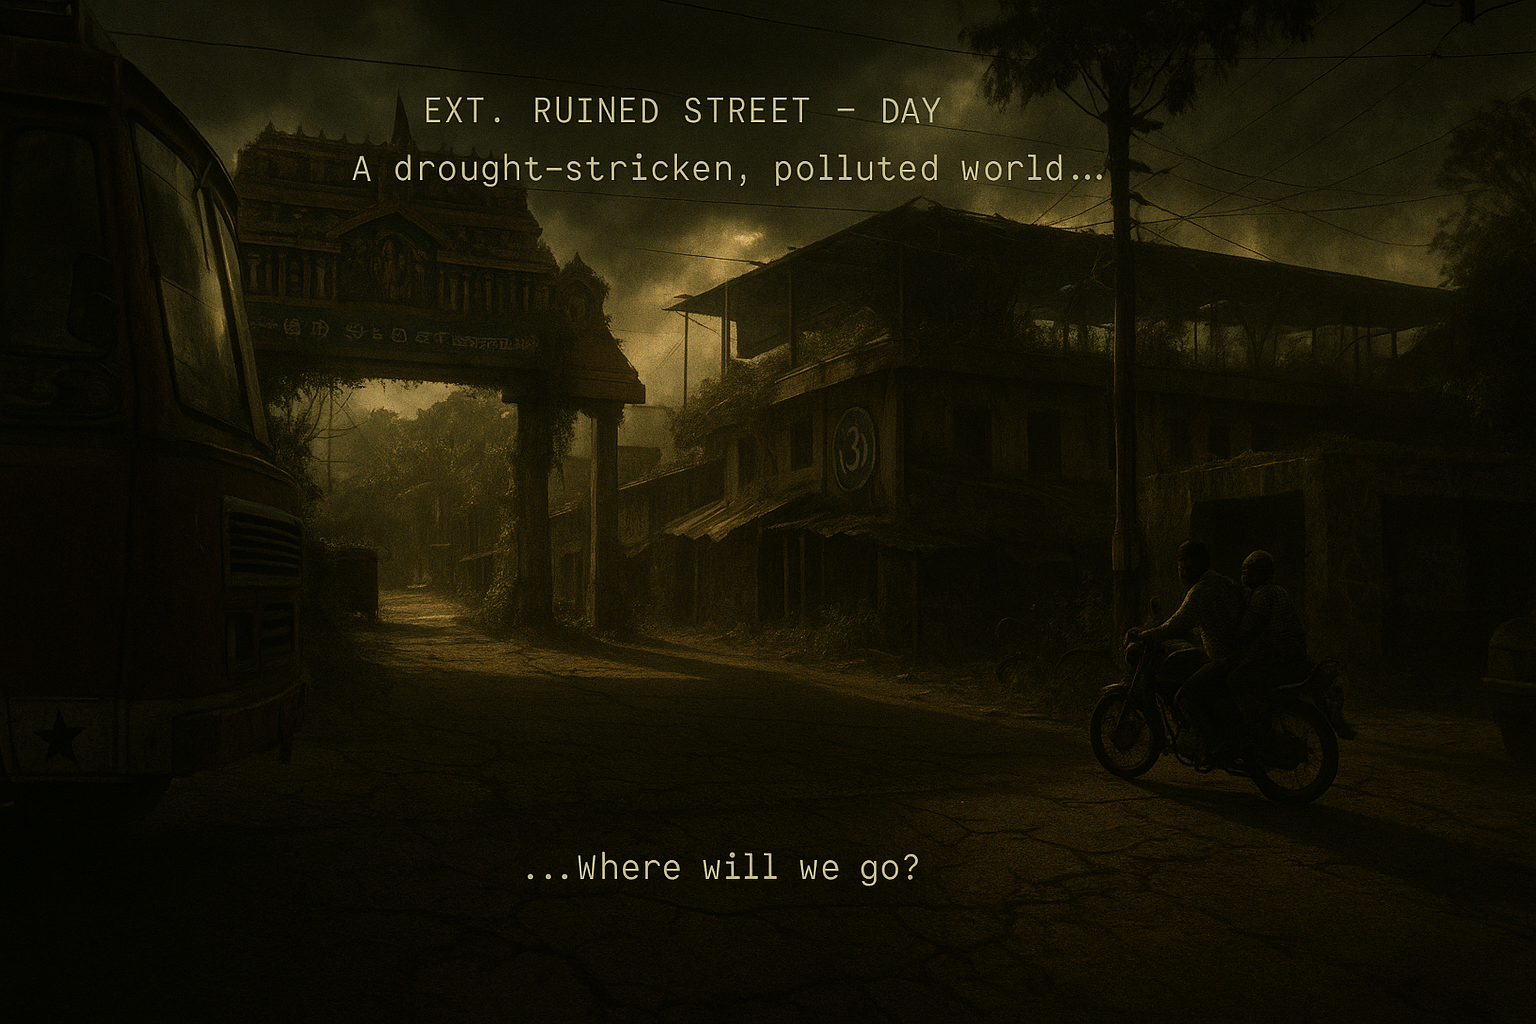 EXT. RUINED STREET – DAY
A drought-stricken, polluted world...
...Where will we go?